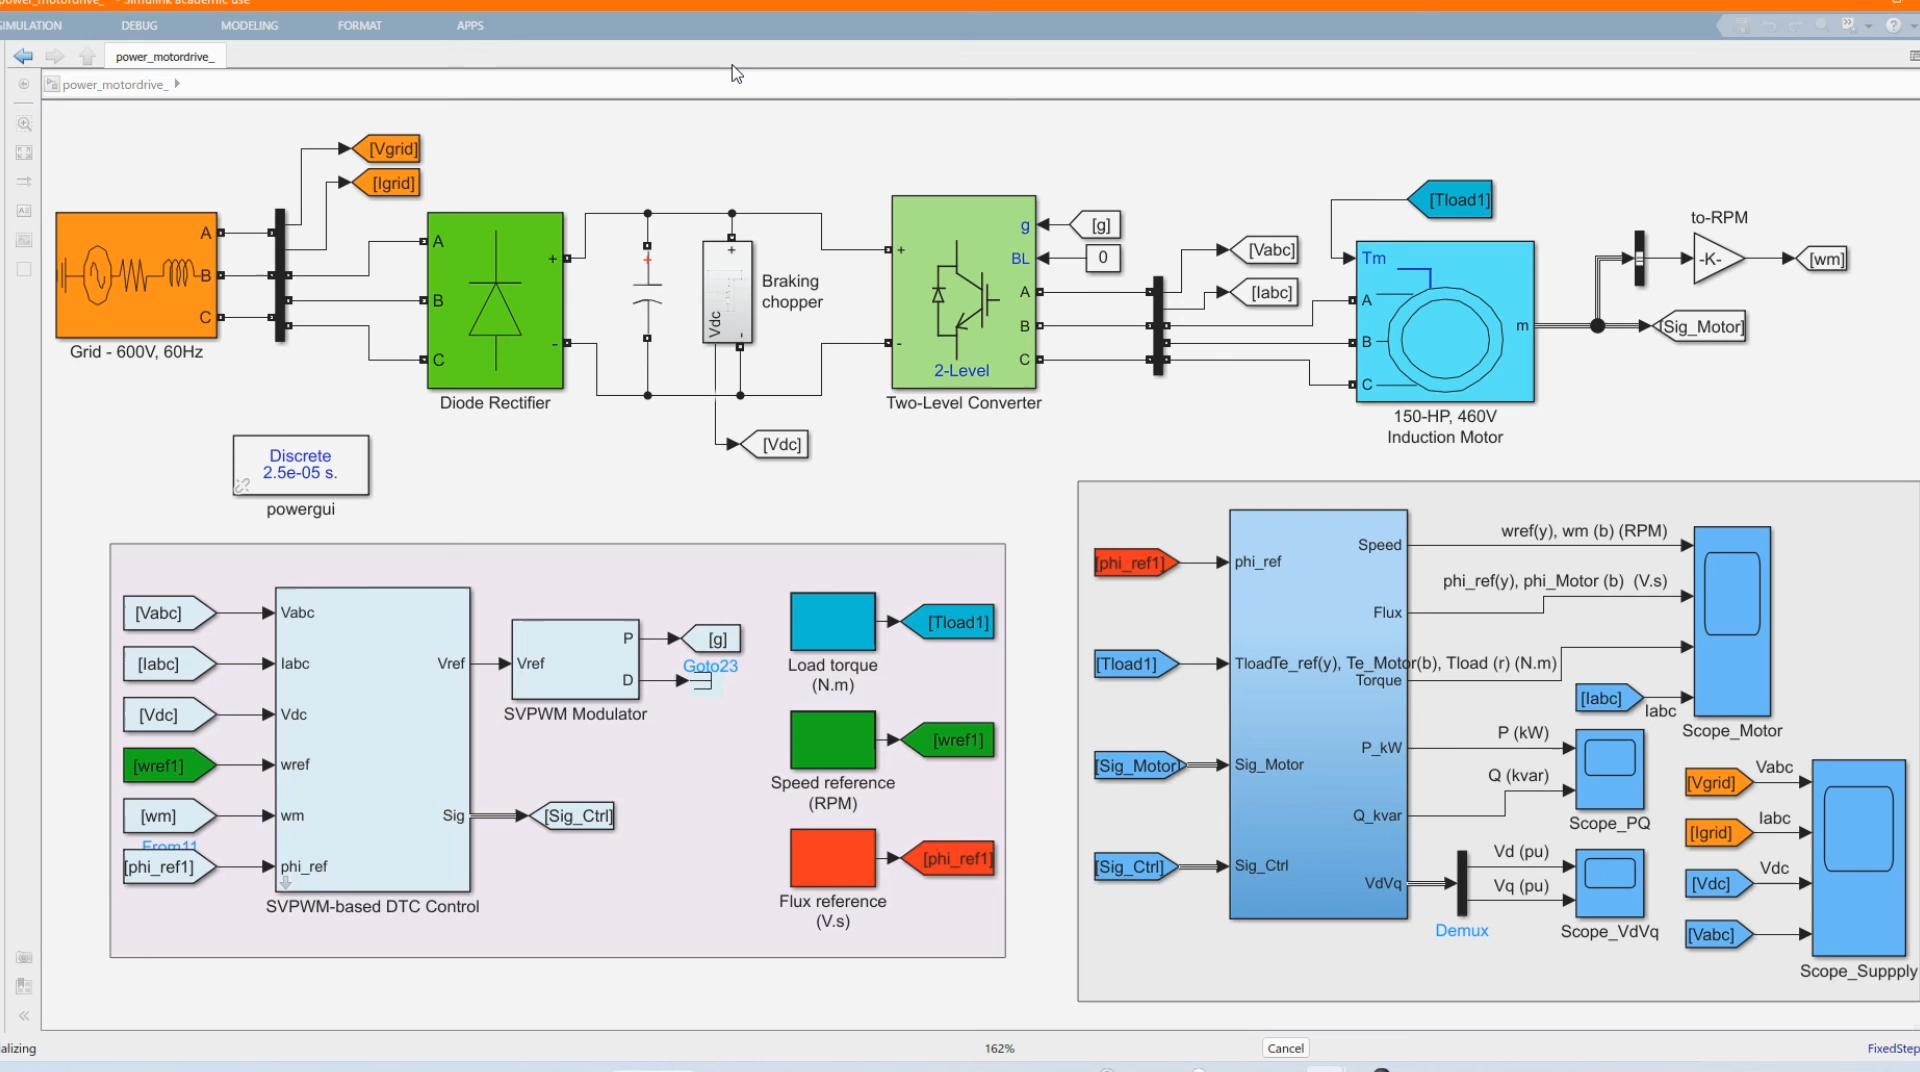 power_motordrive_ - Simulink academic use
SIMULATION
DEBUG
MODELING
FORMAT
APPS
power_motordrive_
power_motordrive_
[Vgrid]
[Igrid]
A
B
C
Grid - 600V, 60Hz
A
B
C
+
-
Diode Rectifier
+
+
Vdc
-
Braking
chopper
[Vdc]
+
-
g
BL
A
B
C
2-Level
Two-Level Converter
[g]
0
[Vabc]
[Iabc]
[Tload1]
Tm
A
B
C
m
150-HP, 460V
Induction Motor
to-RPM
-K-
[wm]
[Sig_Motor]
Discrete
2.5e-05 s.
powergui
[Vabc]
[Iabc]
[Vdc]
[wref1]
[wm]
From11
[phi_ref1]
Vabc
Iabc
Vdc
wref
wm
phi_ref
Vref
Sig
SVPWM-based DTC Control
Vref
P
D
SVPWM Modulator
[g]
Goto23
[Sig_Ctrl]
Load torque
(N.m)
[Tload1]
Speed reference
(RPM)
[wref1]
Flux reference
(V.s)
[phi_ref1]
[phi_ref1]
[Tload1]
[Sig_Motor]
[Sig_Ctrl]
phi_ref
Tload
Sig_Motor
Sig_Ctrl
Speed
Flux
Torque
P_kW
Q_kvar
VdVq
wref(y), wm (b) (RPM)
phi_ref(y), phi_Motor (b) (V.s)
Te_ref(y), Te_Motor(b), Tload (r) (N.m)
[Iabc]
Iabc
Scope_Motor
P (kW)
Q (kvar)
Scope_PQ
Vd (pu)
Vq (pu)
Demux
Scope_VdVq
[Vgrid]
Vabc
[Igrid]
Iabc
[Vdc]
Vdc
[Vabc]
Scope_Suppply
alizing
162%
Cancel
FixedStep